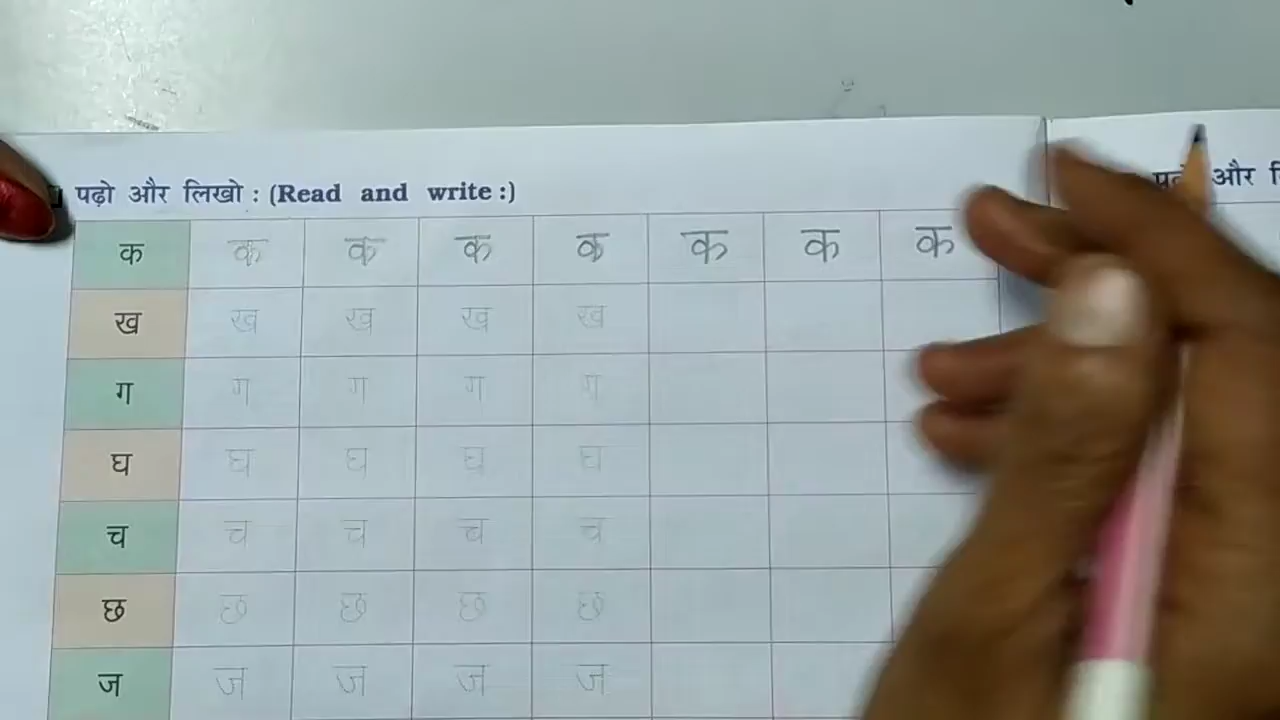 पढ़ो और लिखो : (Read and write :)
क क क क क क क क
ख ख ख ख ख
ग ग ग ग ग
घ घ घ घ घ
च च च च च
छ छ छ छ छ
ज ज ज ज ज
और